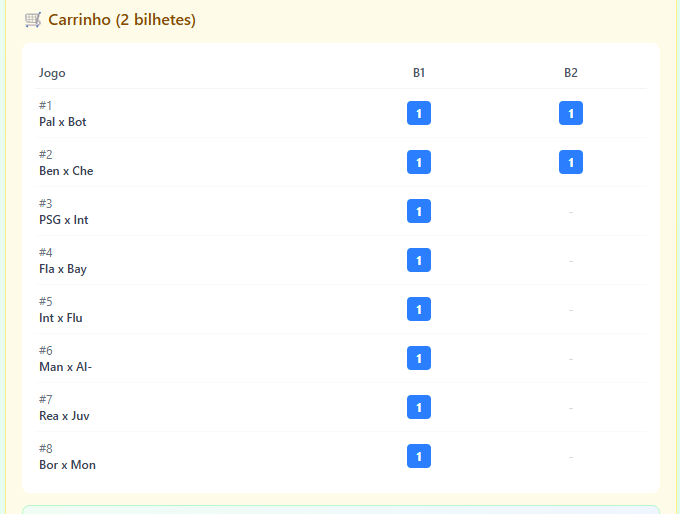 🛒 Carrinho (2 bilhetes)
Jogo B1 B2
#1
Pal x Bot 1 1
#2
Ben x Che 1 1
#3
PSG x Int 1 -
#4
Fla x Bay 1 -
#5
Int x Flu 1 -
#6
Man x Al- 1 -
#7
Rea x Juv 1 -
#8
Bor x Mon 1 -